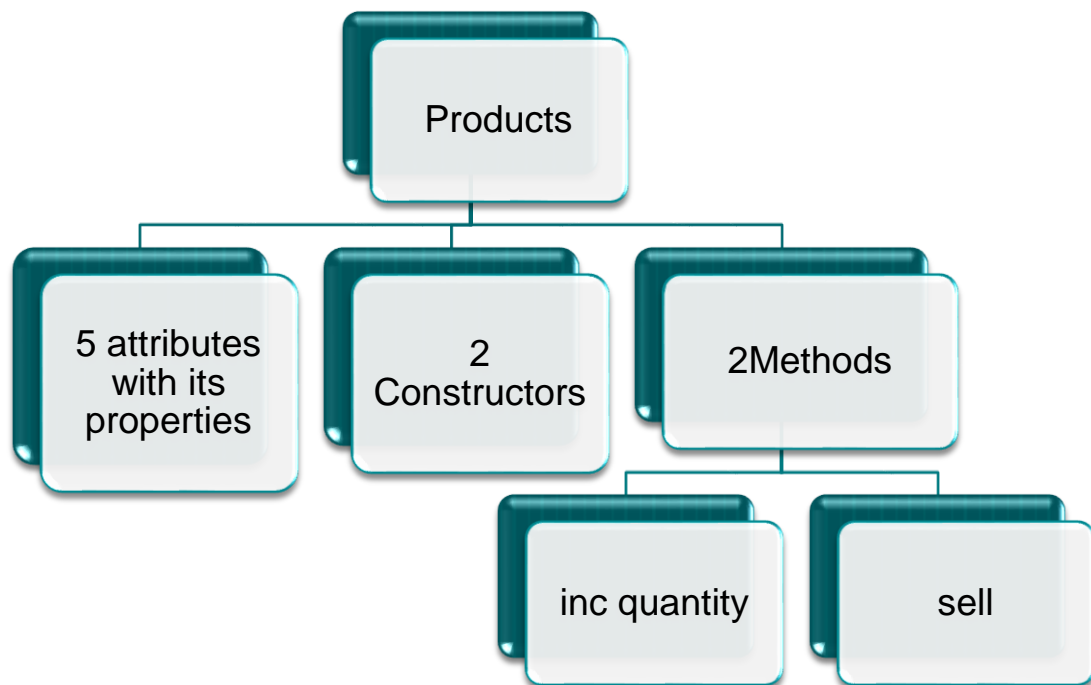 Products
5 attributes
with its
properties
2
Constructors
2Methods
inc quantity
sell